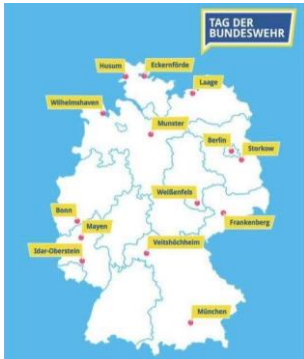 TAG DER
BUNDESWEHR
Husum
Eckernförde
Laage
Wilhelmshaven
Munster
Berlin
Storkow
Weißenfels
Bonn
Frankenberg
Mayen
Veitshöchheim
Idar-Oberstein
München